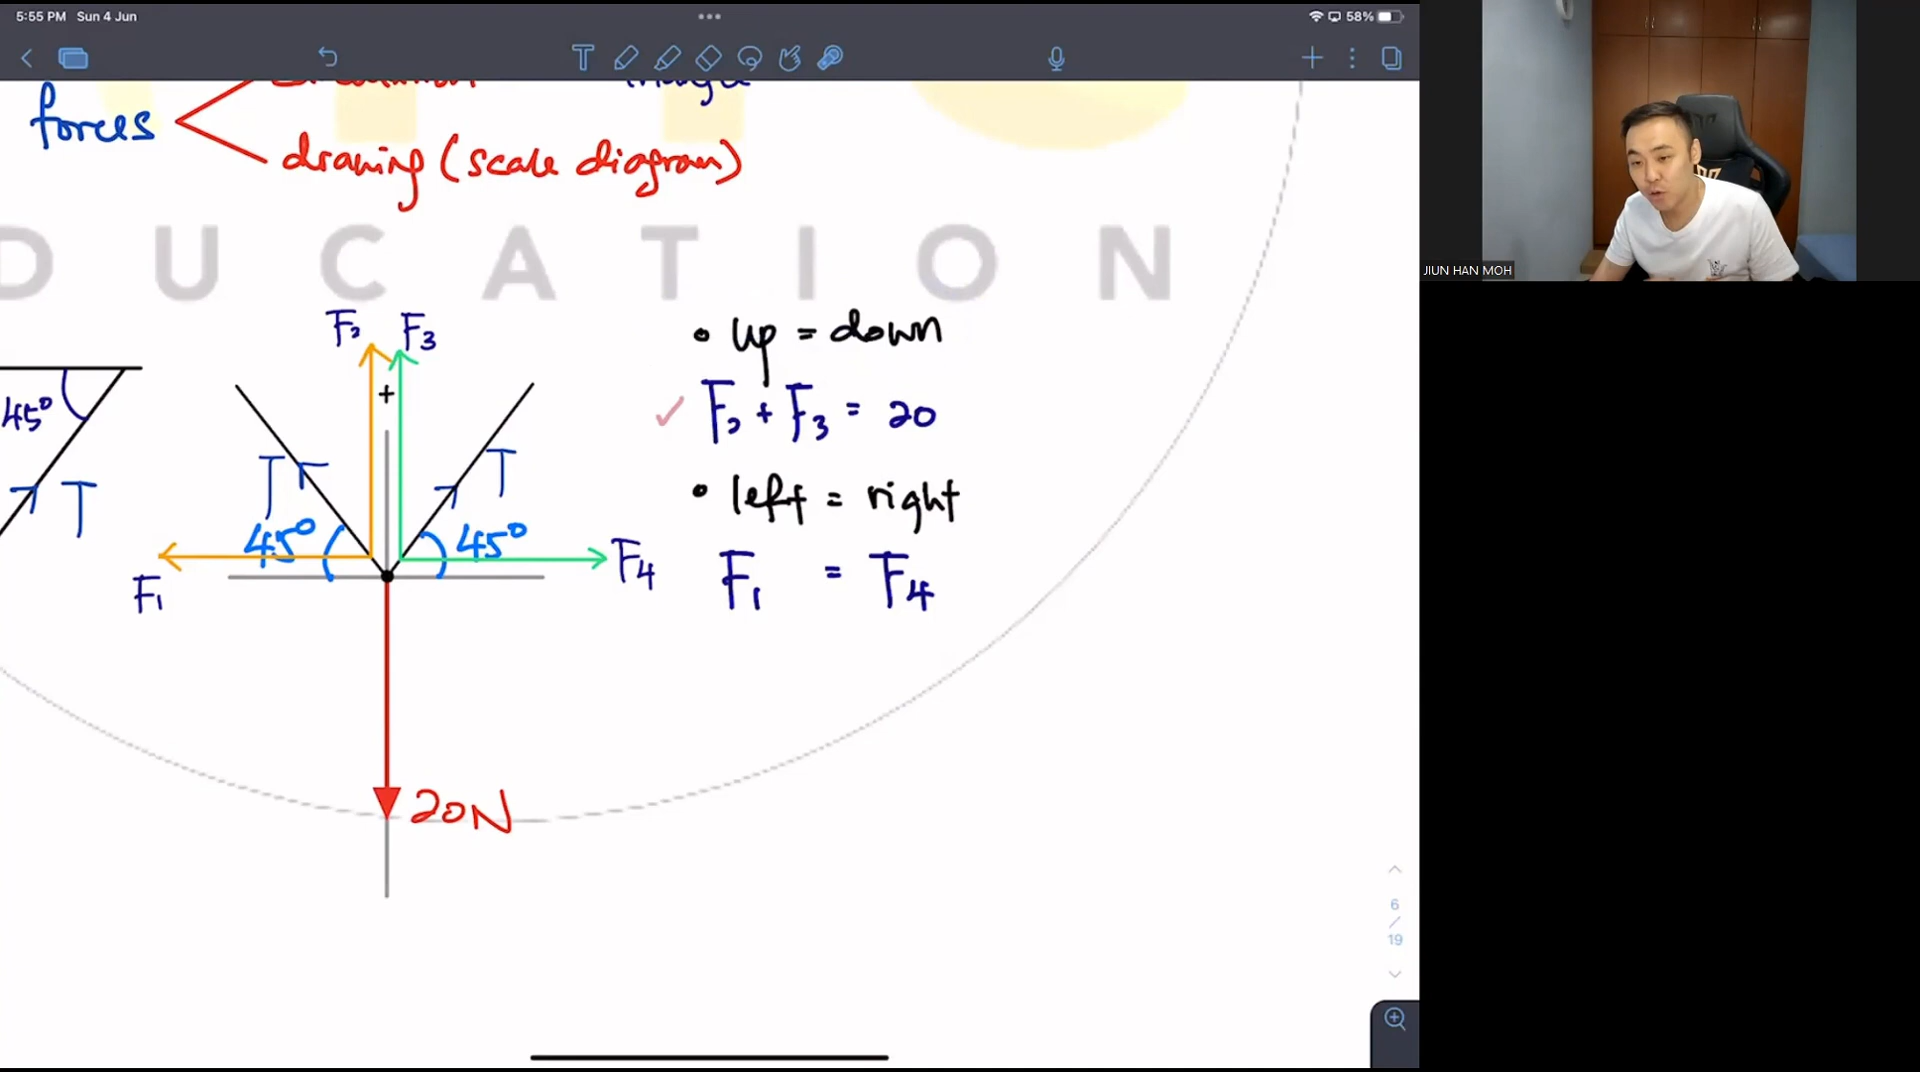 5:55 PM Sun 4 Jun
58%
forces
drawing (scale diagram)
DUCATION
F₂ F₃
• up = down
+
45°
✓ F₂ + F₃ = 20
T T
• left = right
T
45° 45°
F₄
F₁
F₁ = F₄
20N
6
/
19
JIUN HAN MOH